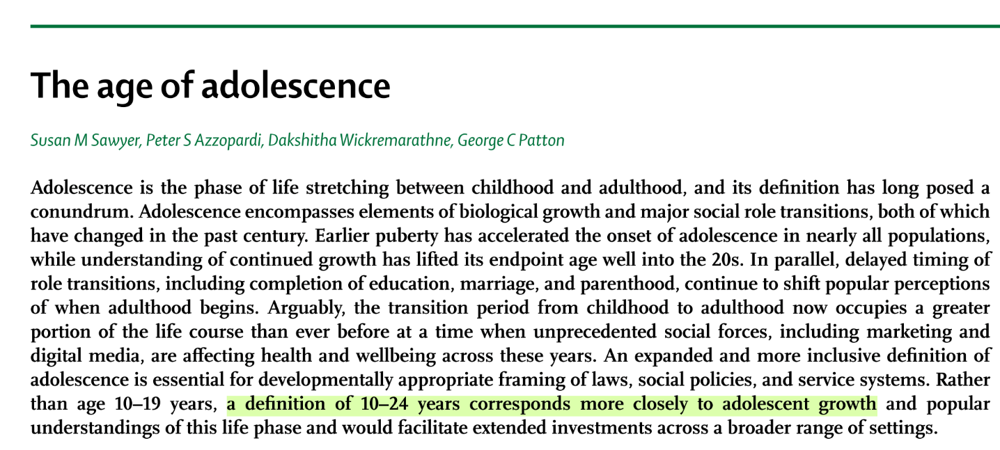 The age of adolescence
Susan M Sawyer, Peter S Azzopardi, Dakshitha Wickremarathne, George C Patton
Adolescence is the phase of life stretching between childhood and adulthood, and its definition has long posed a
conundrum. Adolescence encompasses elements of biological growth and major social role transitions, both of which
have changed in the past century. Earlier puberty has accelerated the onset of adolescence in nearly all populations,
while understanding of continued growth has lifted its endpoint age well into the 20s. In parallel, delayed timing of
role transitions, including completion of education, marriage, and parenthood, continue to shift popular perceptions
of when adulthood begins. Arguably, the transition period from childhood to adulthood now occupies a greater
portion of the life course than ever before at a time when unprecedented social forces, including marketing and
digital media, are affecting health and wellbeing across these years. An expanded and more inclusive definition of
adolescence is essential for developmentally appropriate framing of laws, social policies, and service systems. Rather
than age 10–19 years, a definition of 10–24 years corresponds more closely to adolescent growth and popular
understandings of this life phase and would facilitate extended investments across a broader range of settings.